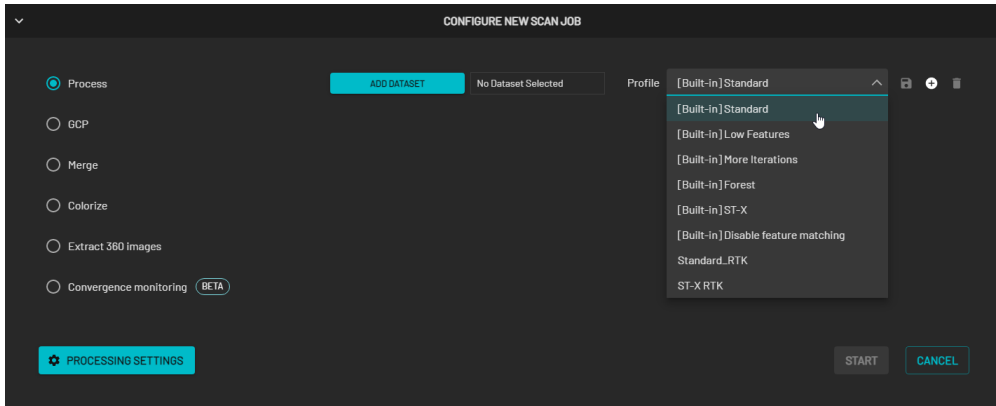 CONFIGURE NEW SCAN JOB
Process
ADD DATASET
No Dataset Selected
Profile
[Built-in] Standard
[Built-in] Standard
[Built-in] Low Features
[Built-in] More Iterations
[Built-in] Forest
[Built-in] ST-X
[Built-in] Disable feature matching
Standard_RTK
ST-X RTK
GCP
Merge
Colorize
Extract 360 images
Convergence monitoring BETA
PROCESSING SETTINGS
START
CANCEL